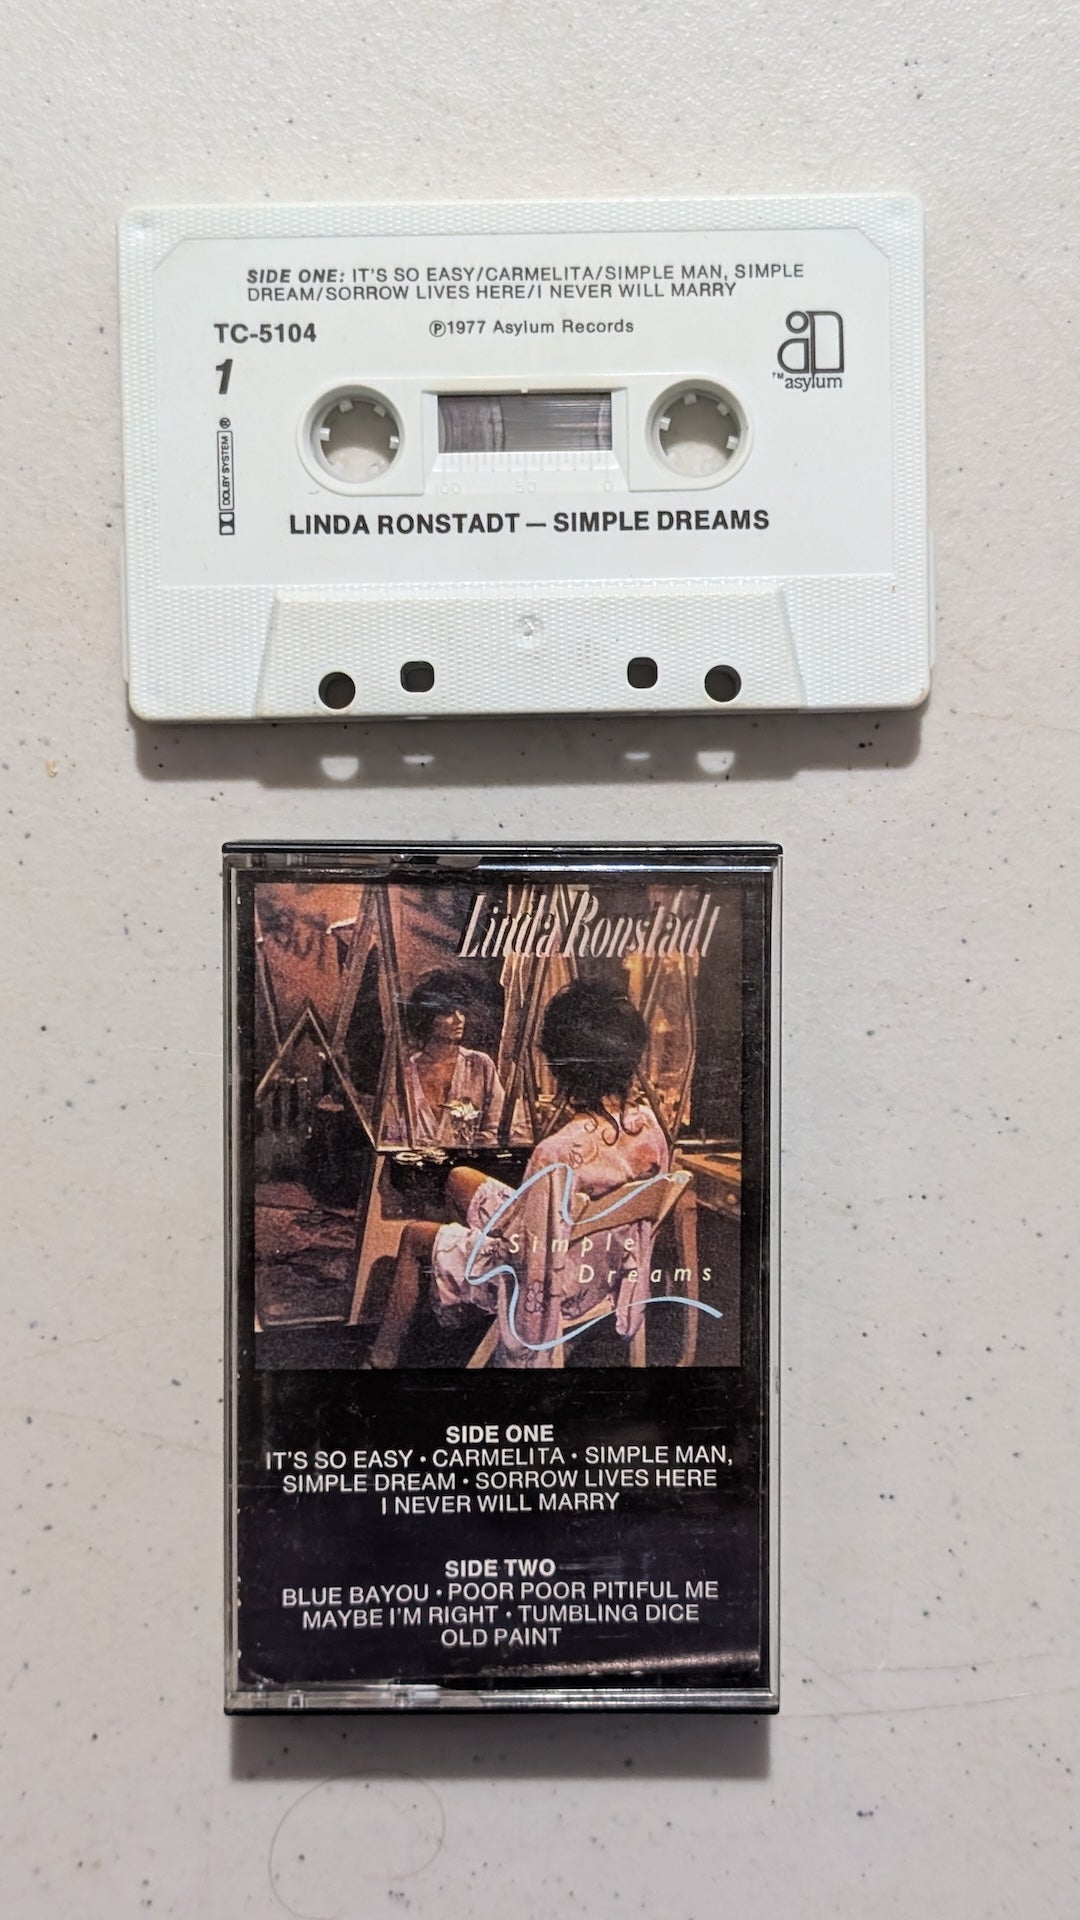 SIDE ONE: IT'S SO EASY/CARMELITA/SIMPLE MAN, SIMPLE
DREAM/SORROW LIVES HERE/I NEVER WILL MARRY
TC-5104
℗1977 Asylum Records
1
™asylum
DOLBY SYSTEM ®
100 50 0
LINDA RONSTADT — SIMPLE DREAMS
Linda Ronstadt
Simple
Dreams
SIDE ONE
IT'S SO EASY • CARMELITA • SIMPLE MAN,
SIMPLE DREAM • SORROW LIVES HERE
I NEVER WILL MARRY
SIDE TWO
BLUE BAYOU • POOR POOR PITIFUL ME
MAYBE I'M RIGHT • TUMBLING DICE
OLD PAINT